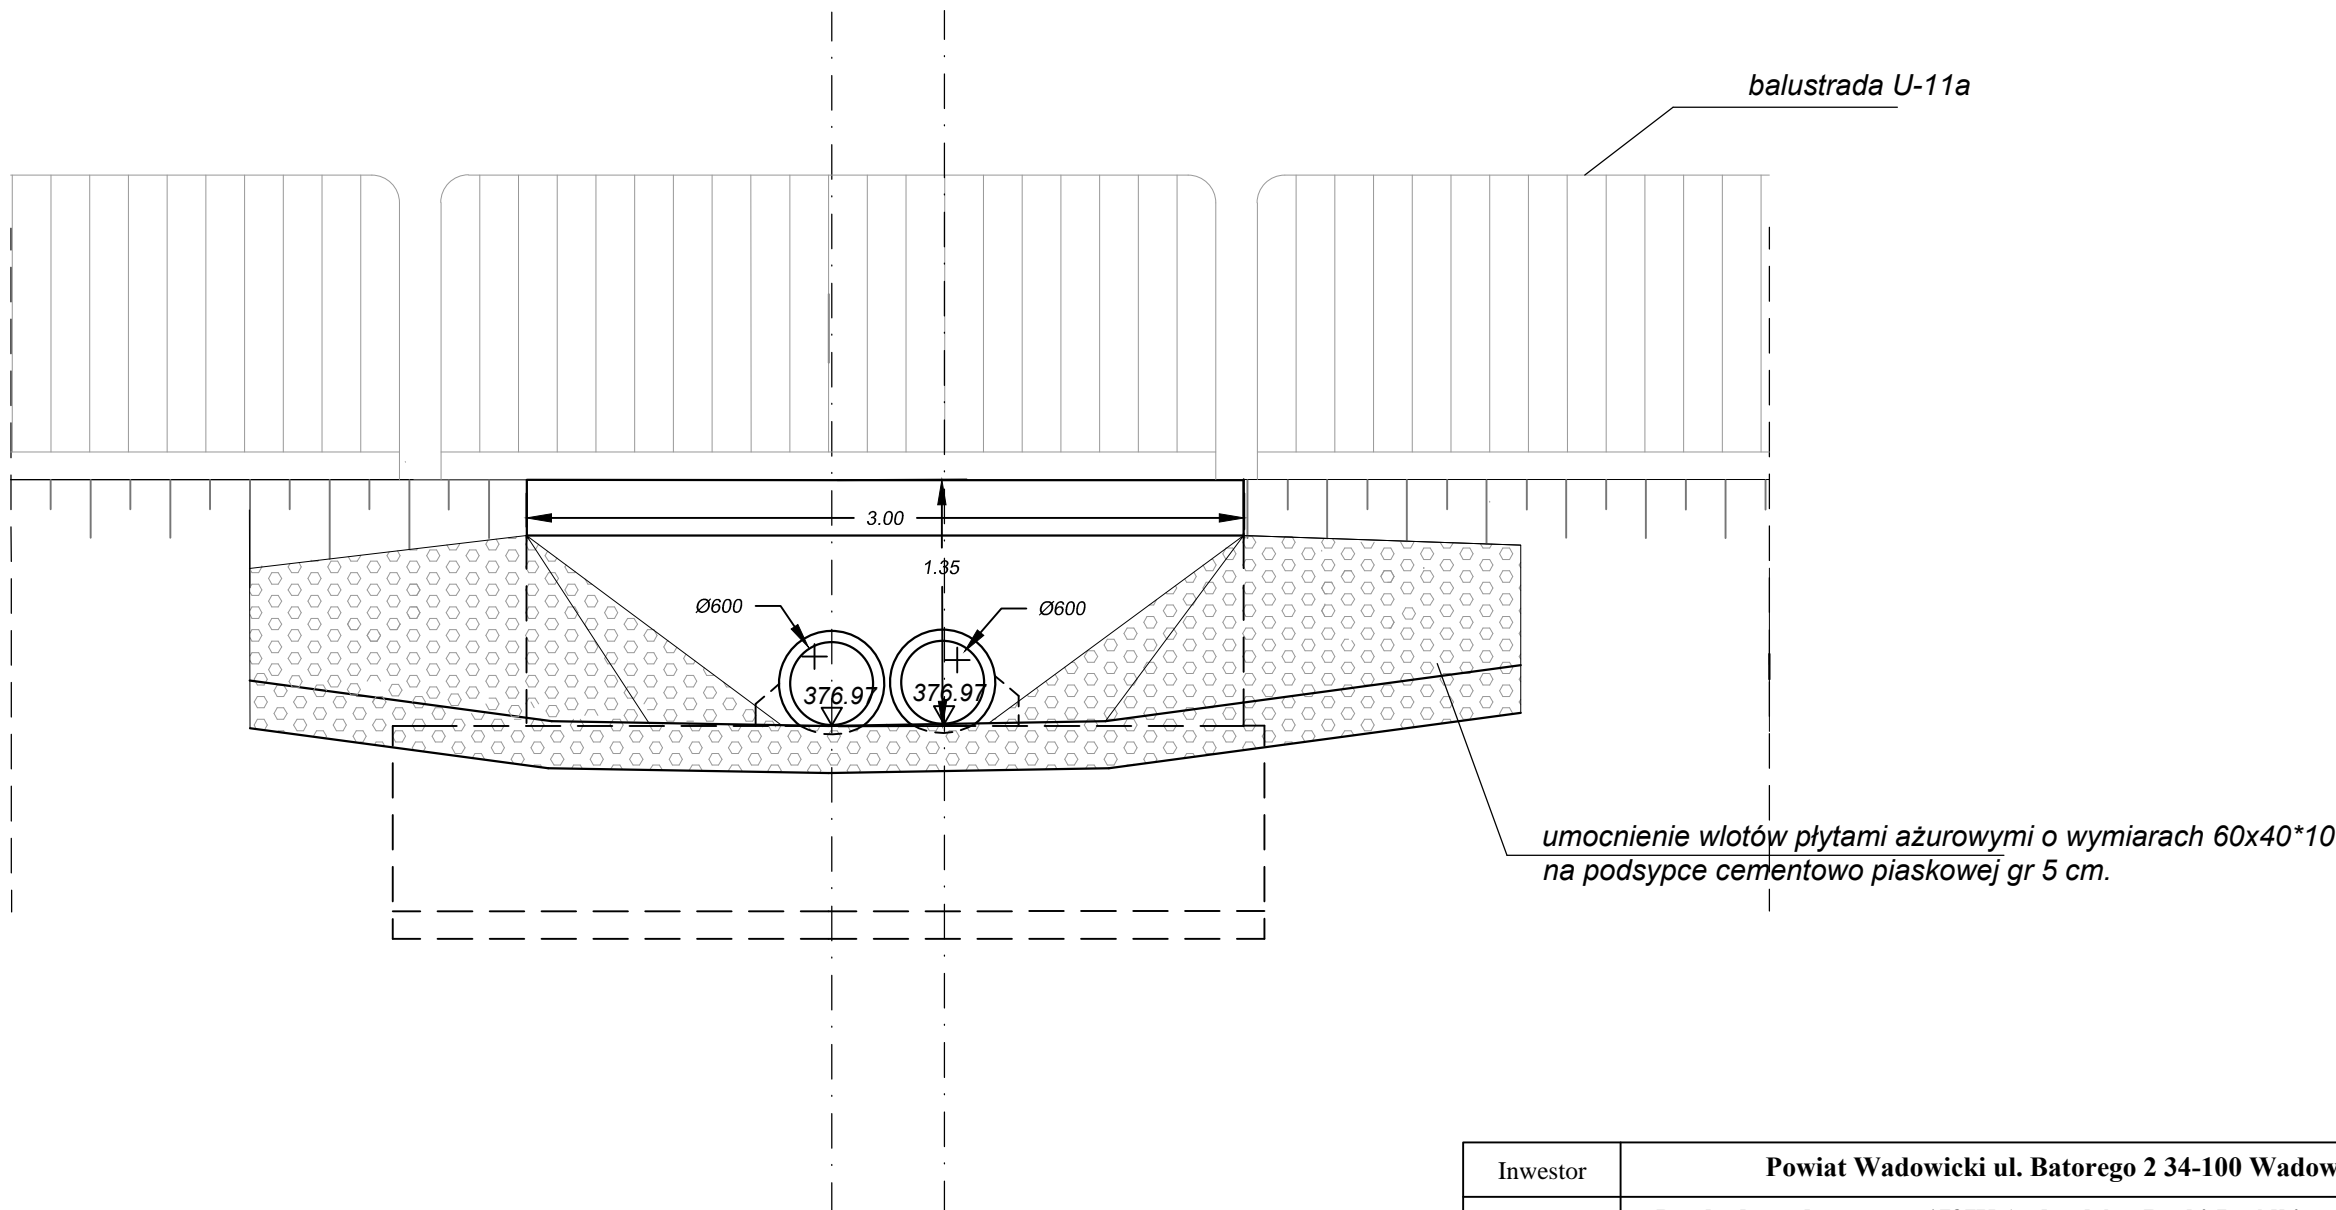 balustrada U-11a
3.00
1.35
Ø600
Ø600
376.97
376.97
umocnienie wlotów płytami ażurowymi o wymiarach 60x40*10
na podsypce cementowo piaskowej gr 5 cm.
Inwestor
Powiat Wadowicki ul. Batorego 2 34-100 Wadow